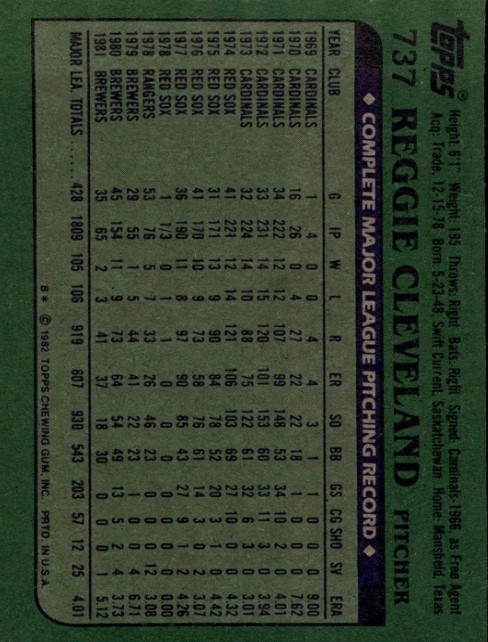 topps®
737 REGGIE CLEVELAND PITCHER
Height: 6'1" Weight: 195 Throws: Right Bats: Right Signed: Cardinals-1966, as Free Agent
Acq: Trade, 12-15-78 Born: 5-23-48, Swift Current, Saskatchewan Home: Mansfield, Texas
◆ COMPLETE MAJOR LEAGUE PITCHING RECORD ◆
YEAR CLUB G IP W L R ER SO BB GS CG SHO SV ERA
1969 CARDINALS 1 4 0 0 4 4 3 1 1 0 0 0 9.00
1970 CARDINALS 16 26 0 4 27 22 22 18 1 0 0 0 7.62
1971 CARDINALS 34 222 12 12 107 99 148 53 34 10 2 0 4.01
1972 CARDINALS 33 231 14 15 120 101 153 60 33 11 3 0 3.94
1973 CARDINALS 32 224 14 10 88 75 122 61 32 6 3 0 3.01
1974 RED SOX 41 221 12 14 121 106 103 69 27 10 0 0 4.32
1975 RED SOX 31 171 13 9 90 84 78 52 20 3 1 0 4.42
1976 RED SOX 41 170 10 9 73 58 76 61 14 3 0 2 3.07
1977 RED SOX 36 190 11 8 97 90 85 43 27 9 1 2 4.26
1978 RED SOX 1 1/3 0 1 1 0 0 0 0 0 0 0 0.00
1978 RANGERS 53 76 5 7 33 26 46 23 0 0 0 12 3.08
1979 BREWERS 29 55 1 5 44 41 22 23 1 0 0 4 6.71
1980 BREWERS 45 154 11 9 73 64 54 49 13 5 2 4 3.73
1981 BREWERS 35 65 2 3 41 37 18 30 0 0 0 1 5.12
MAJOR LEA. TOTALS ...... 428 1809 105 106 919 807 930 543 203 57 12 25 4.01
B * © 1982 TOPPS CHEWING GUM, INC. PRTD. IN U.S.A.